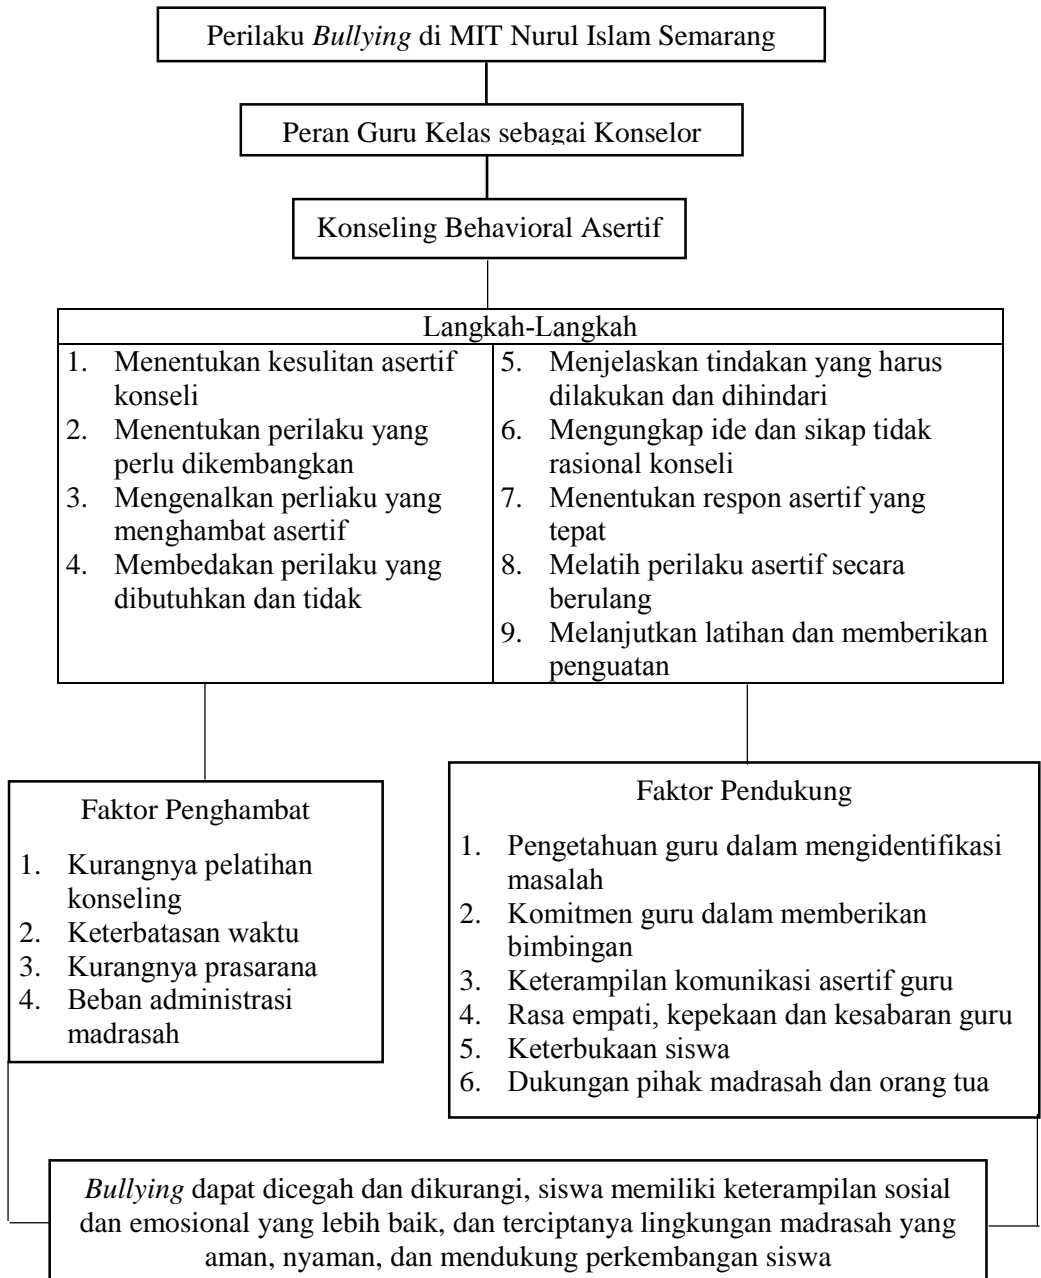 Perilaku Bullying di MIT Nurul Islam Semarang
Peran Guru Kelas sebagai Konselor
Konseling Behavioral Asertif
Langkah-Langkah
1. Menentukan kesulitan asertif
konseli
2. Menentukan perilaku yang
perlu dikembangkan
3. Mengenalkan perliaku yang
menghambat asertif
4. Membedakan perilaku yang
dibutuhkan dan tidak
5. Menjelaskan tindakan yang harus
dilakukan dan dihindari
6. Mengungkap ide dan sikap tidak
rasional konseli
7. Menentukan respon asertif yang
tepat
8. Melatih perilaku asertif secara
berulang
9. Melanjutkan latihan dan memberikan
penguatan
Faktor Penghambat
1. Kurangnya pelatihan
konseling
2. Keterbatasan waktu
3. Kurangnya prasarana
4. Beban administrasi
madrasah
Faktor Pendukung
1. Pengetahuan guru dalam mengidentifikasi
masalah
2. Komitmen guru dalam memberikan
bimbingan
3. Keterampilan komunikasi asertif guru
4. Rasa empati, kepekaan dan kesabaran guru
5. Keterbukaan siswa
6. Dukungan pihak madrasah dan orang tua
Bullying dapat dicegah dan dikurangi, siswa memiliki keterampilan sosial
dan emosional yang lebih baik, dan terciptanya lingkungan madrasah yang
aman, nyaman, dan mendukung perkembangan siswa